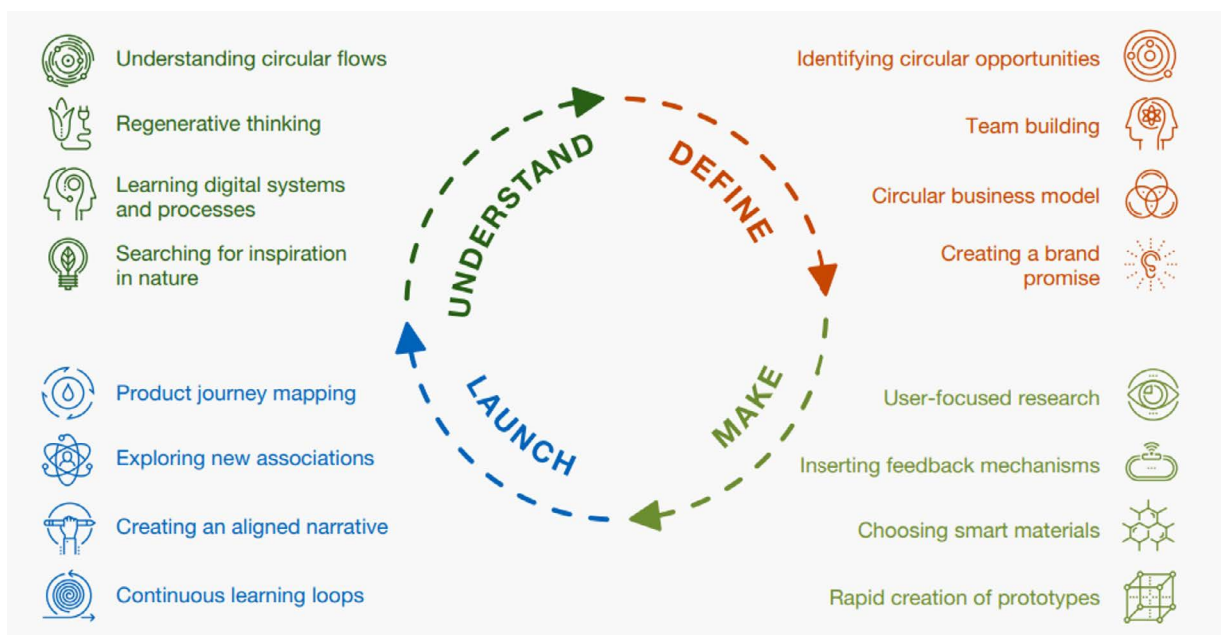 Understanding circular flows
Regenerative thinking
Learning digital systems
and processes
Searching for inspiration
in nature
UNDERSTAND
Identifying circular opportunities
Team building
Circular business model
Creating a brand
promise
DEFINE
User-focused research
Inserting feedback mechanisms
Choosing smart materials
Rapid creation of prototypes
MAKE
Product journey mapping
Exploring new associations
Creating an aligned narrative
Continuous learning loops
LAUNCH